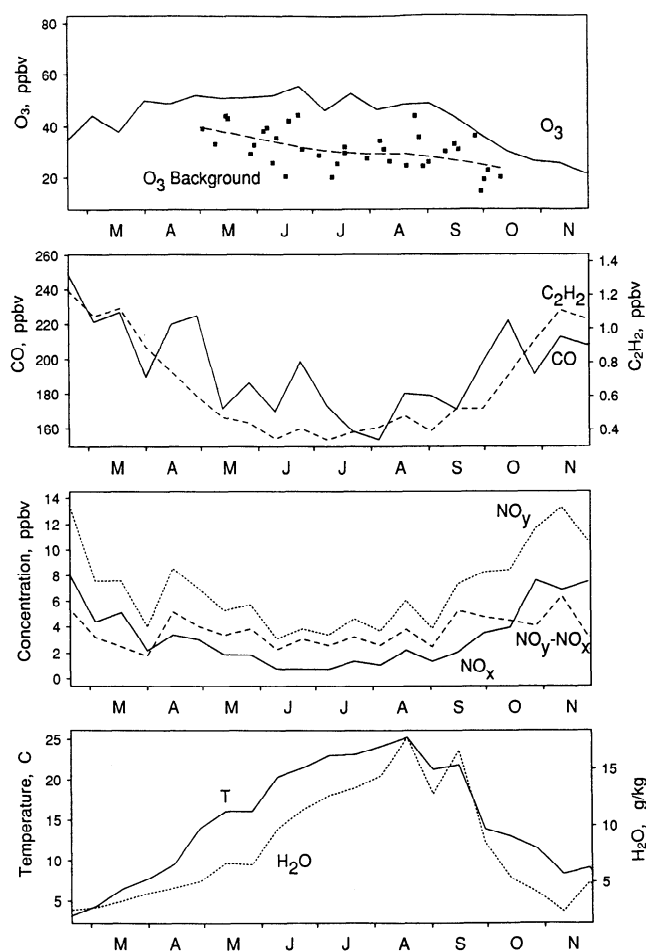 80
60
40
20
O3, ppbv
O3
O3 Background
M A M J J A S O N
260
240
220
200
180
160
CO, ppbv
1.4
1.2
1.0
0.8
0.6
0.4
C2H2, ppbv
C2H2
CO
M A M J J A S O N
14
12
10
8
6
4
2
0
Concentration, ppbv
NOy
NOy-NOx
NOx
M A M J J A S O N
25
20
15
10
5
Temperature, C
15
10
5
H2O, g/kg
T
H2O
M A M J J A S O N